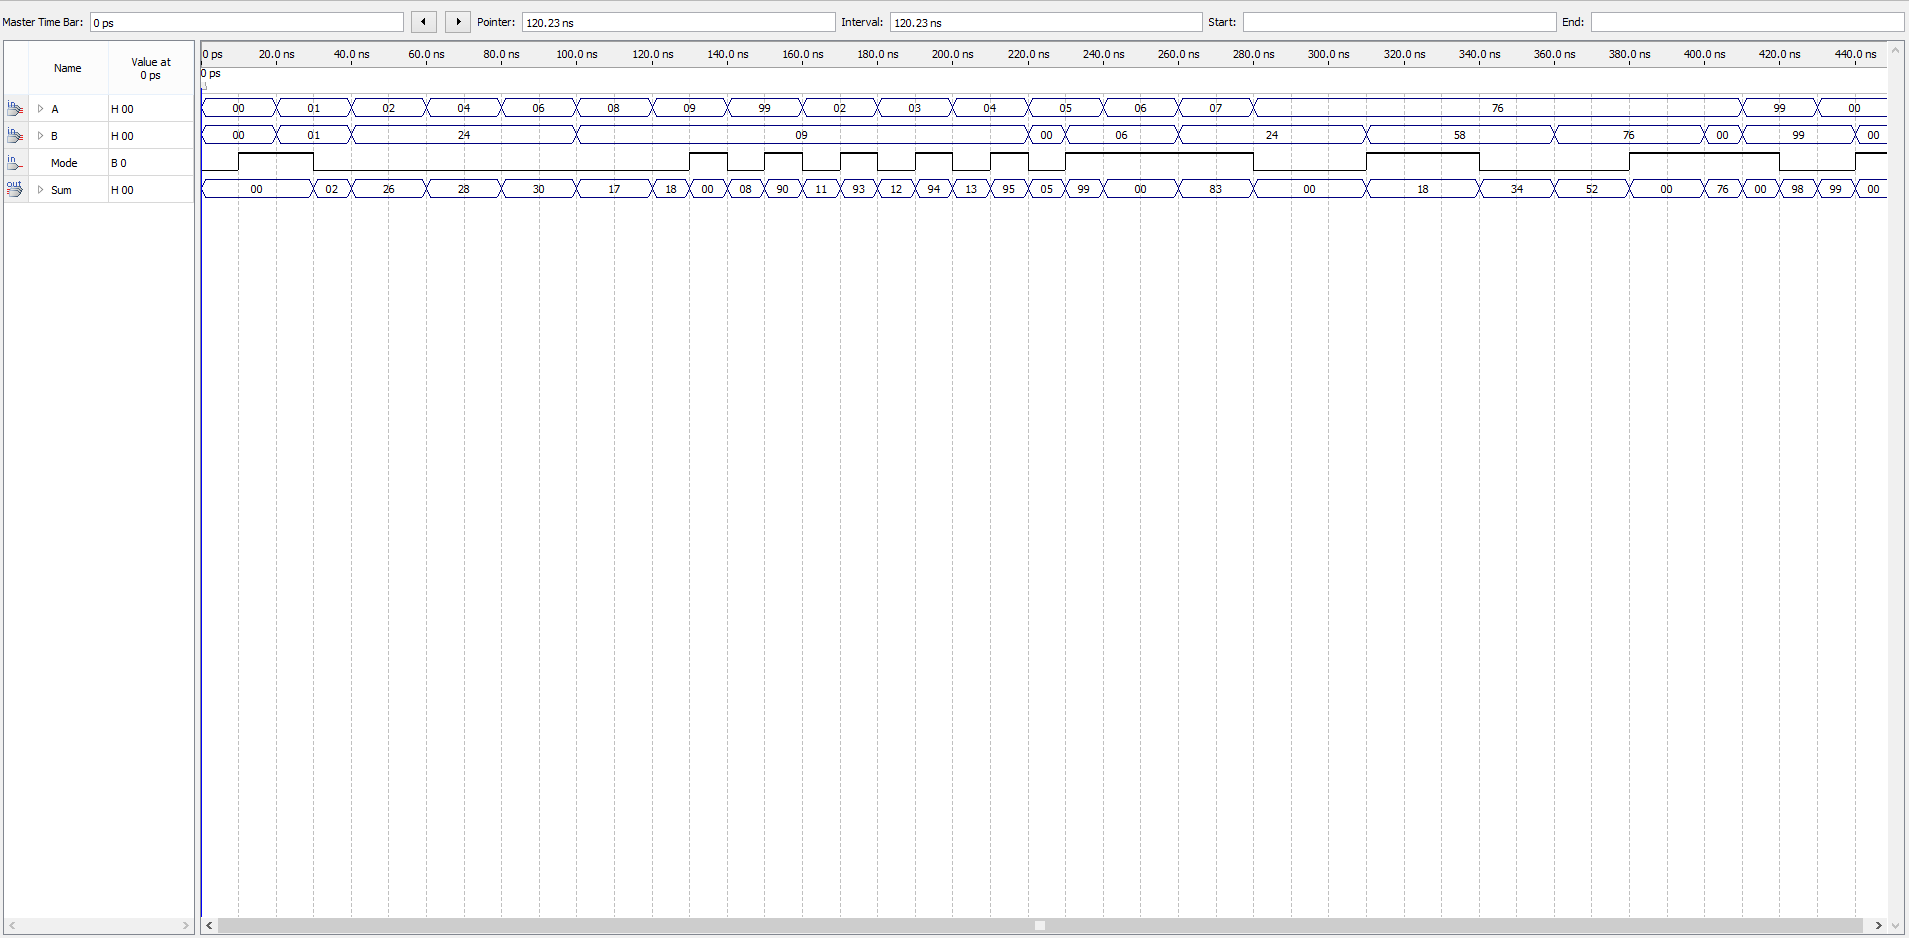 Master Time Bar: 0 ps Pointer: 120.23 ns Interval: 120.23 ns Start: End:
Name Value at 0 ps
0 ps 20.0 ns 40.0 ns 60.0 ns 80.0 ns 100.0 ns 120.0 ns 140.0 ns 160.0 ns 180.0 ns 200.0 ns 220.0 ns 240.0 ns 260.0 ns 280.0 ns 300.0 ns 320.0 ns 340.0 ns 360.0 ns 380.0 ns 400.0 ns 420.0 ns 440.0 ns
0 ps
in A H 00 00 01 02 04 06 08 09 99 02 03 04 05 06 07 76 99 00
in B H 00 00 01 24 09 00 06 24 58 76 00 99 00
in Mode B 0
out Sum H 00 00 02 26 28 30 17 18 00 08 90 11 93 12 94 13 95 05 99 00 83 00 18 34 52 00 76 00 98 99 00